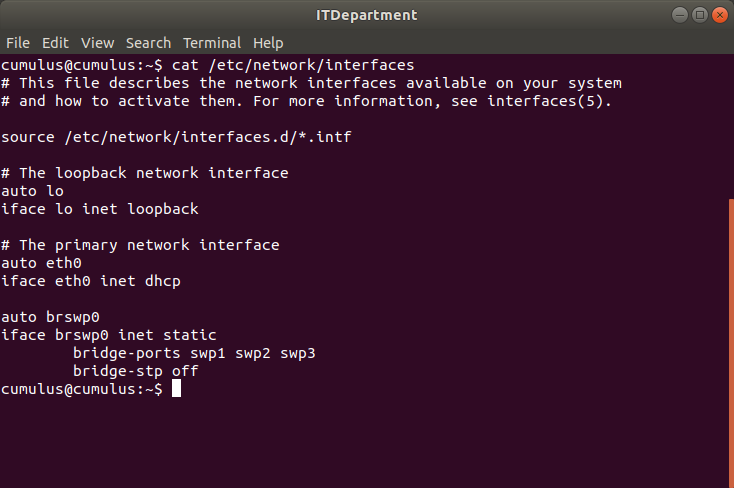 ITDepartment
File Edit View Search Terminal Help
cumulus@cumulus:~$ cat /etc/network/interfaces
# This file describes the network interfaces available on your system
# and how to activate them. For more information, see interfaces(5).
source /etc/network/interfaces.d/*.intf
# The loopback network interface
auto lo
iface lo inet loopback
# The primary network interface
auto eth0
iface eth0 inet dhcp
auto brswp0
iface brswp0 inet static
bridge-ports swp1 swp2 swp3
bridge-stp off
cumulus@cumulus:~$